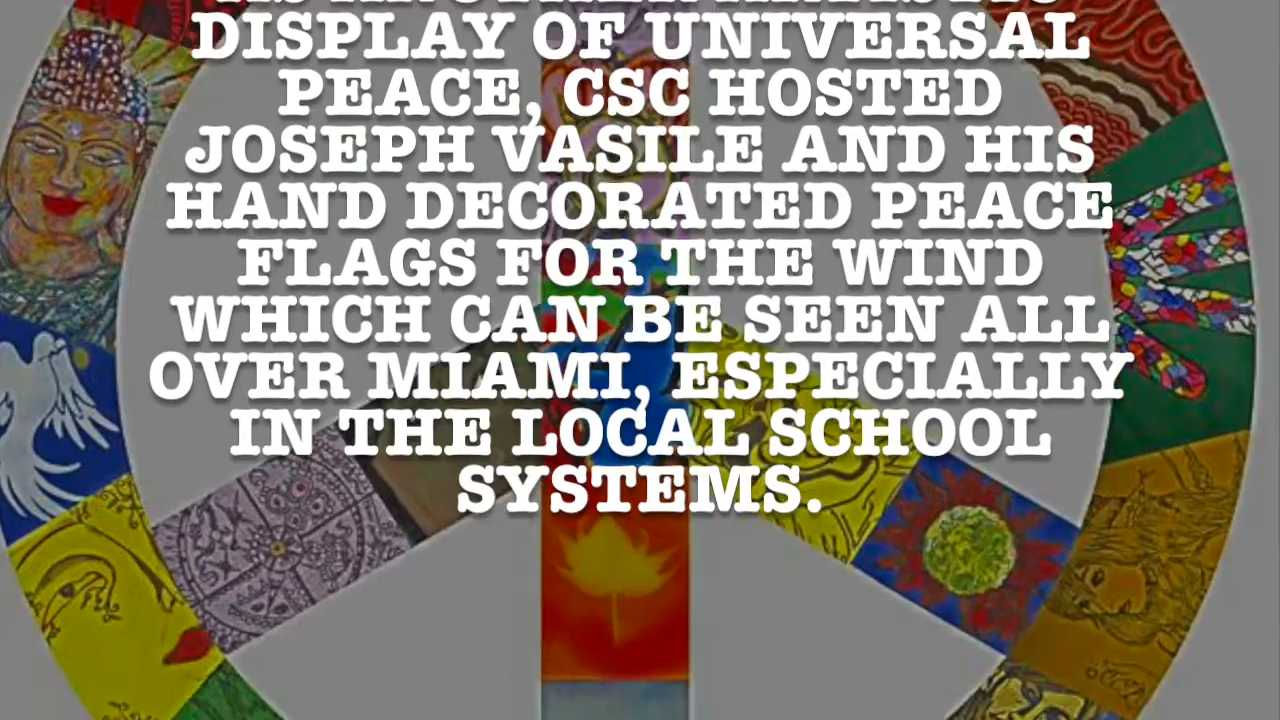 DISPLAY OF UNIVERSAL
PEACE, CSC HOSTED
JOSEPH VASILE AND HIS
HAND DECORATED PEACE
FLAGS FOR THE WIND
WHICH CAN BE SEEN ALL
OVER MIAMI, ESPECIALLY
IN THE LOCAL SCHOOL
SYSTEMS.